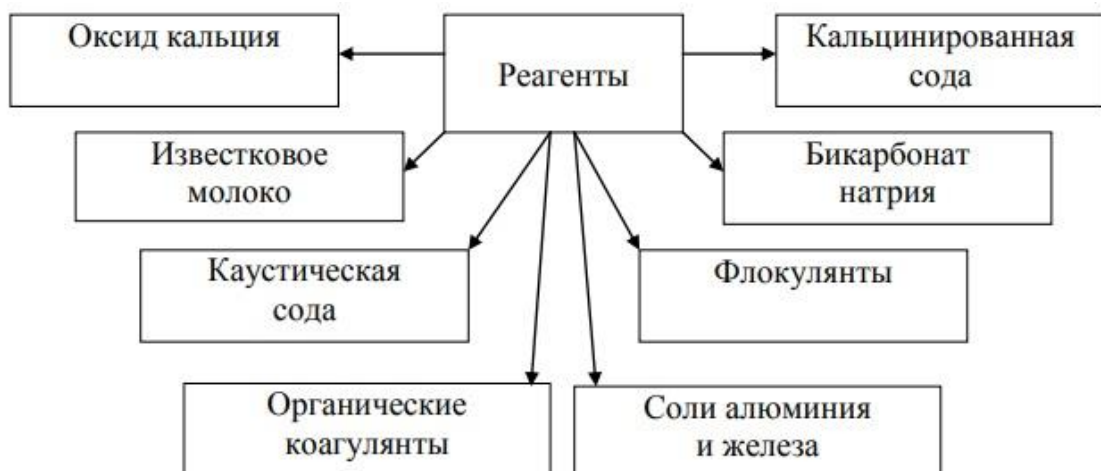 Оксид кальция
Реагенты
Кальцинированная
сода
Известковое
молоко
Бикарбонат
натрия
Каустическая
сода
Флокулянты
Органические
коагулянты
Соли алюминия
и железа